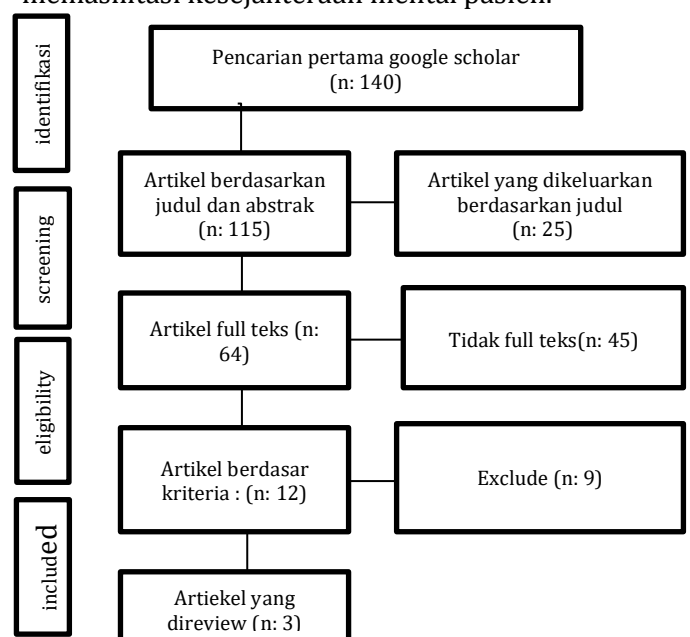 memfasilitasi kesejahteraan mental pasien.
identifikasi
Pencarian pertama google scholar
(n: 140)
screening
Artikel berdasarkan
judul dan abstrak
(n: 115)
Artikel yang dikeluarkan
berdasarkan judul
(n: 25)
eligibility
Artikel full teks (n:
64)
Tidak full teks(n: 45)
Artikel berdasar
kriteria : (n: 12)
Exclude (n: 9)
included
Artiekel yang
direview (n: 3)